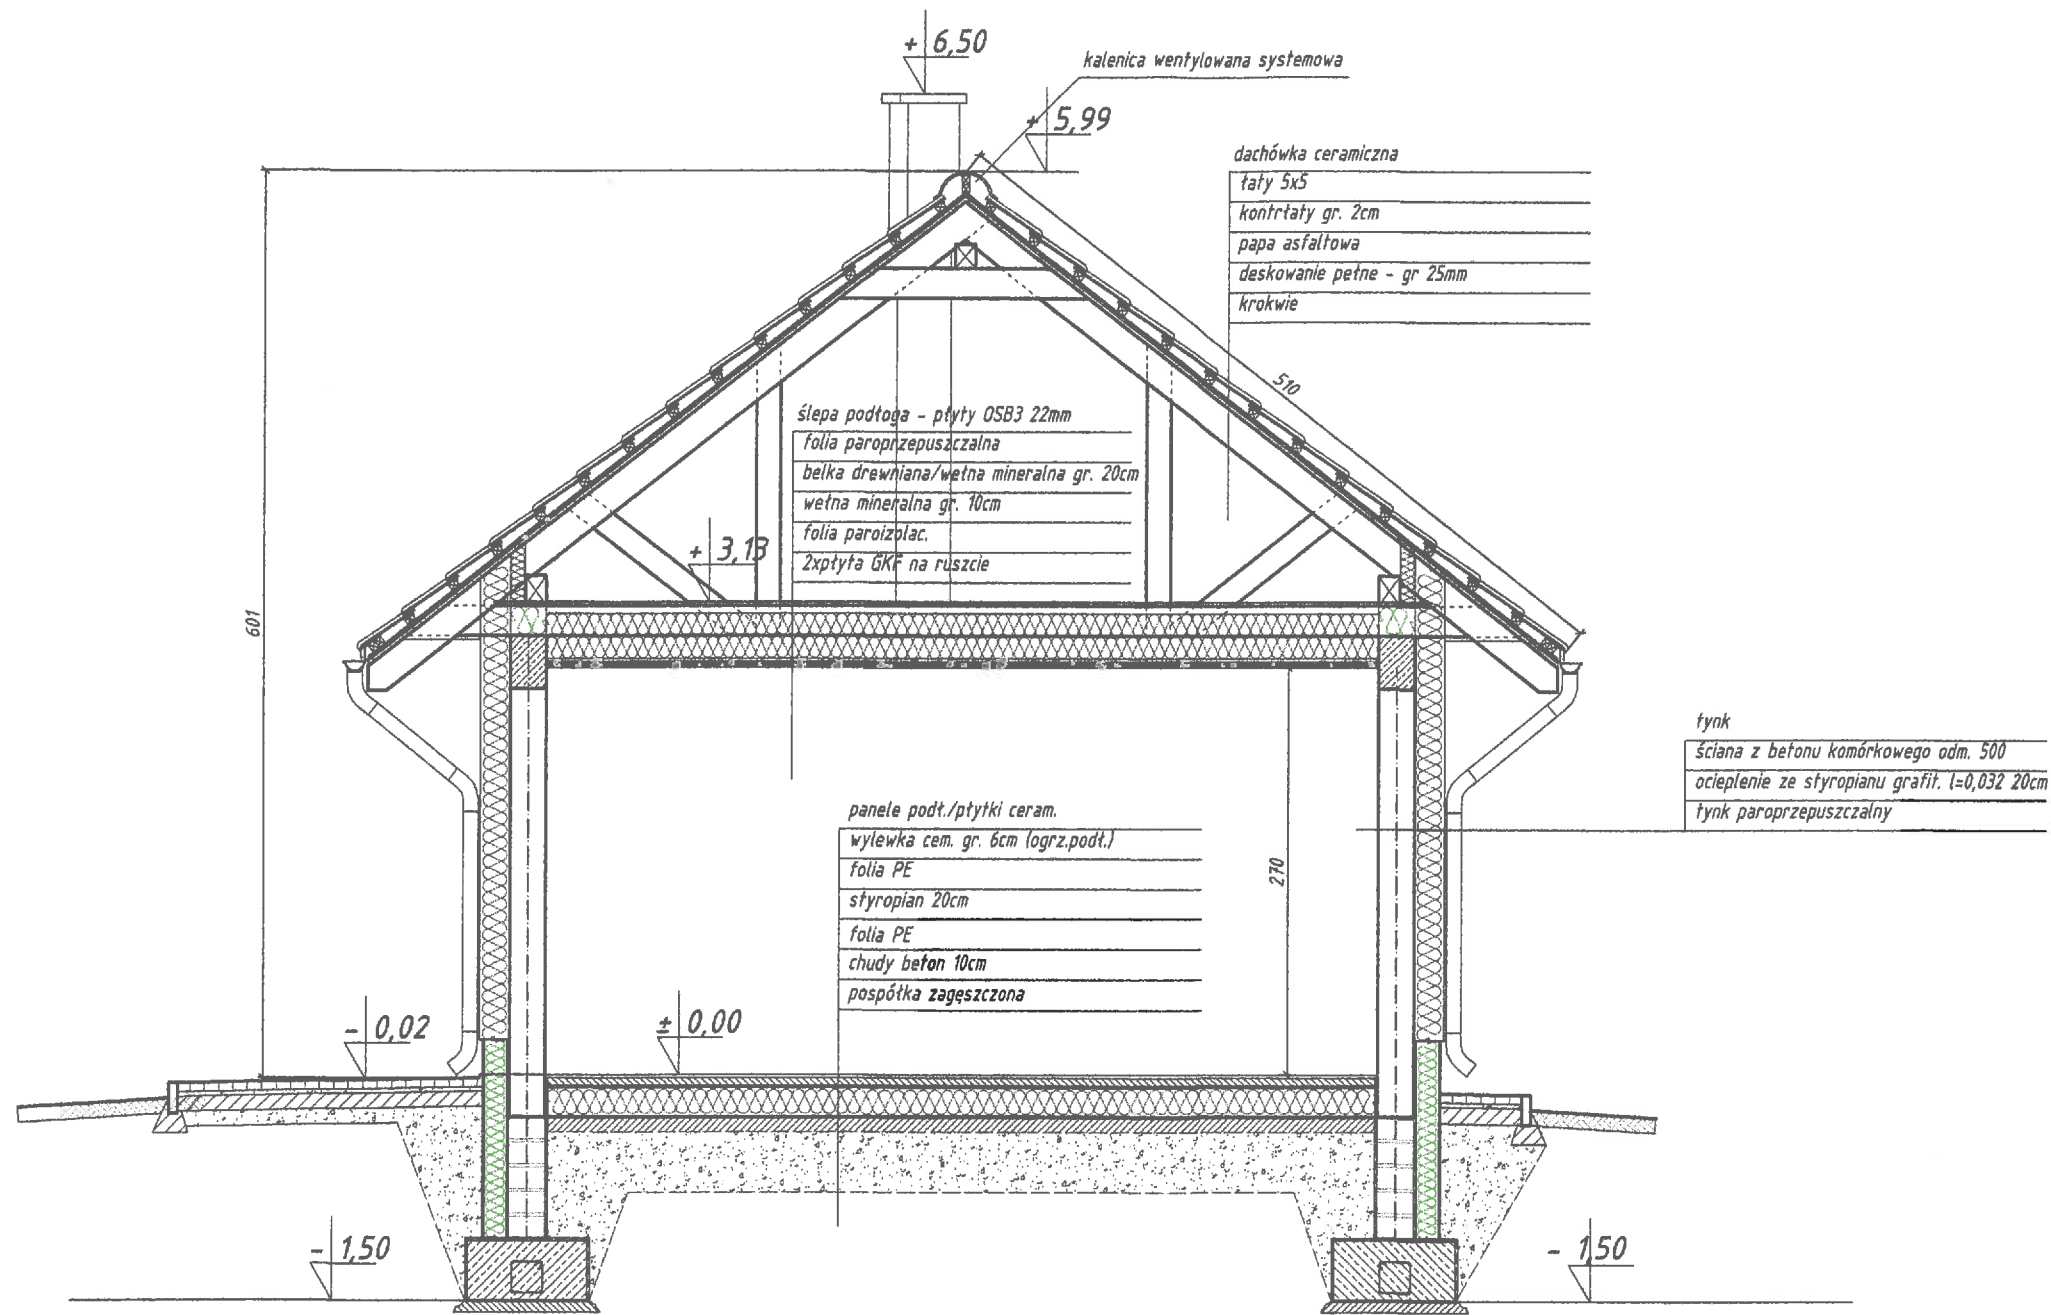 + 6,50
kalenica wentylowana systemowa
+ 5,99
dachówka ceramiczna
łaty 5x5
kontrłaty gr. 2cm
papa asfaltowa
deskowanie pełne - gr 25mm
krokwie
510
ślepa podłoga - płyty OSB3 22mm
folia paroprzepuszczalna
belka drewniana/wełna mineralna gr. 20cm
wełna mineralna gr. 10cm
folia paroizolac.
2xpłyta GKF na ruszcie
+ 3,13
601
tynk
ściana z betonu komórkowego odm. 500
ocieplenie ze styropianu grafit. l=0,032 20cm
tynk paroprzepuszczalny
panele podł./płytki ceram.
wylewka cem. gr. 6cm (ogrz.podł.)
folia PE
styropian 20cm
folia PE
chudy beton 10cm
pospółka zagęszczona
270
- 0,02
± 0,00
- 1,50
- 1,50